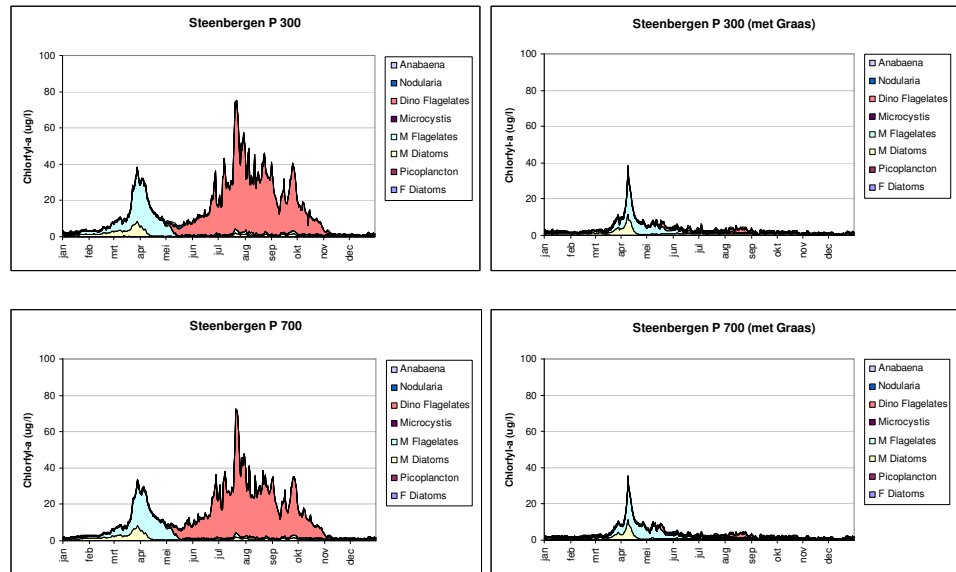 Steenbergen P 300
Chlorfyl-a (ug/l)
100
80
60
40
20
0
jan
feb
mrt
apr
mei
jun
jul
aug
sep
okt
nov
dec
Anabaena
Nodularia
Dino Flagelates
Microcystis
M Flagelates
M Diatoms
Picoplancton
F Diatoms
Steenbergen P 300 (met Graas)
Chlorfyl-a (ug/l)
100
80
60
40
20
0
jan
feb
mrt
apr
mei
jun
jul
aug
sep
okt
nov
dec
Anabaena
Nodularia
Dino Flagelates
Microcystis
M Flagelates
M Diatoms
Picoplancton
F Diatoms
Steenbergen P 700
Chlorfyl-a (ug/l)
100
80
60
40
20
0
jan
feb
mrt
apr
mei
jun
jul
aug
sep
okt
nov
dec
Anabaena
Nodularia
Dino Flagelates
Microcystis
M Flagelates
M Diatoms
Picoplancton
F Diatoms
Steenbergen P 700 (met Graas)
Chlorfyl-a (ug/l)
100
80
60
40
20
0
jan
feb
mrt
apr
mei
jun
jul
aug
sep
okt
nov
dec
Anabaena
Nodularia
Dino Flagelates
Microcystis
M Flagelates
M Diatoms
Picoplancton
F Diatoms